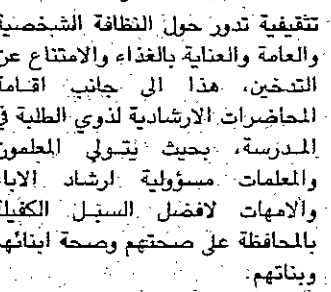 تثقيفية تدور حول النظافة الشخصية
والعامة والعناية بالغذاء والامتناع عن
التدخين، هذا الى جانب اقامة
المحاضرات الارشادية لذوي الطلبة في
المدرسة، بحيث يتولى المعلمون
والمعلمات مسؤولية ارشاد الاباء
والامهات لافضل السبل الكفيلة
بالمحافظة على صحتهم وصحة ابنائهم
وبناتهم.